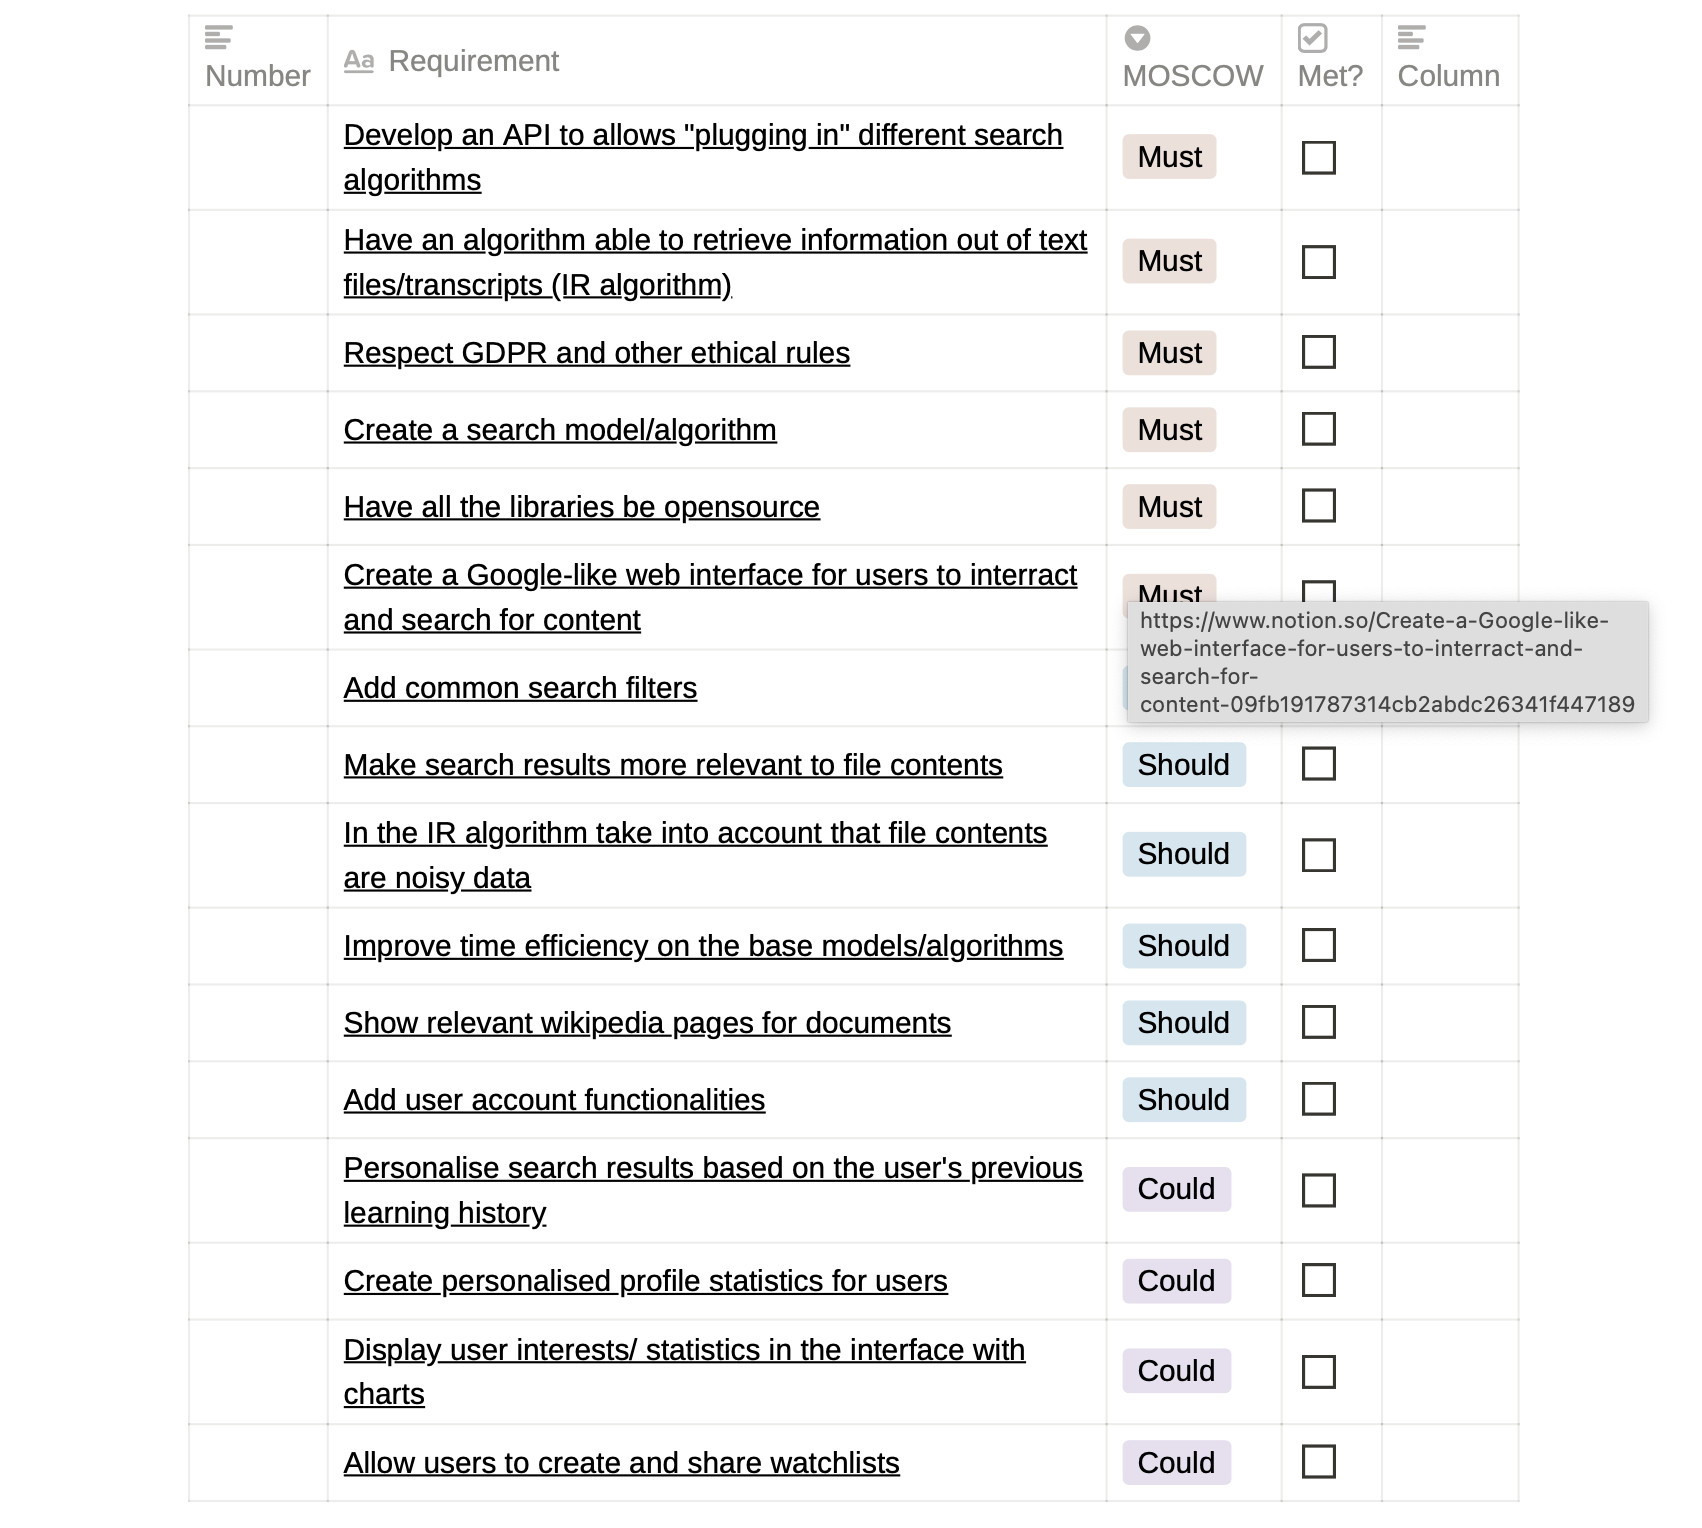 Number
Aa Requirement
MOSCOW
Met?
Column
Develop an API to allows "plugging in" different search
algorithms
Must
Have an algorithm able to retrieve information out of text
files/transcripts (IR algorithm)
Must
Respect GDPR and other ethical rules
Must
Create a search model/algorithm
Must
Have all the libraries be opensource
Must
Create a Google-like web interface for users to interract
and search for content
Must
https://www.notion.so/Create-a-Google-like-
web-interface-for-users-to-interract-and-
search-for-
content-09fb191787314cb2abdc26341f447189
Add common search filters
Make search results more relevant to file contents
Should
In the IR algorithm take into account that file contents
are noisy data
Should
Improve time efficiency on the base models/algorithms
Should
Show relevant wikipedia pages for documents
Should
Add user account functionalities
Should
Personalise search results based on the user's previous
learning history
Could
Create personalised profile statistics for users
Could
Display user interests/ statistics in the interface with
charts
Could
Allow users to create and share watchlists
Could